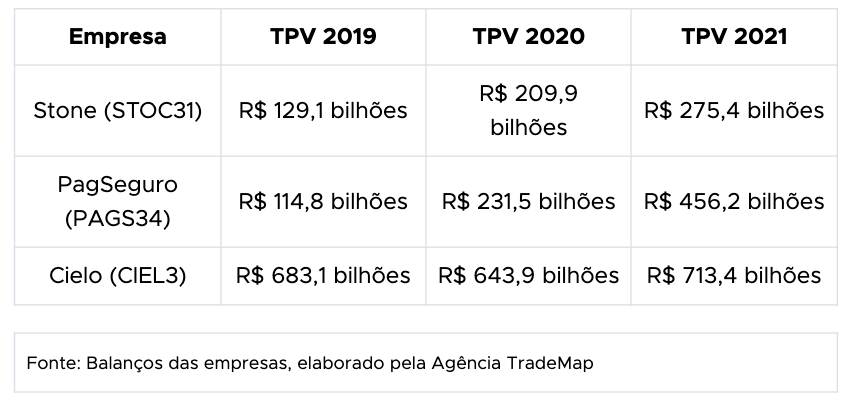 Empresa TPV 2019 TPV 2020 TPV 2021
Stone (STOC31) R$ 129,1 bilhões R$ 209,9 bilhões R$ 275,4 bilhões
PagSeguro (PAGS34) R$ 114,8 bilhões R$ 231,5 bilhões R$ 456,2 bilhões
Cielo (CIEL3) R$ 683,1 bilhões R$ 643,9 bilhões R$ 713,4 bilhões
Fonte: Balanços das empresas, elaborado pela Agência TradeMap